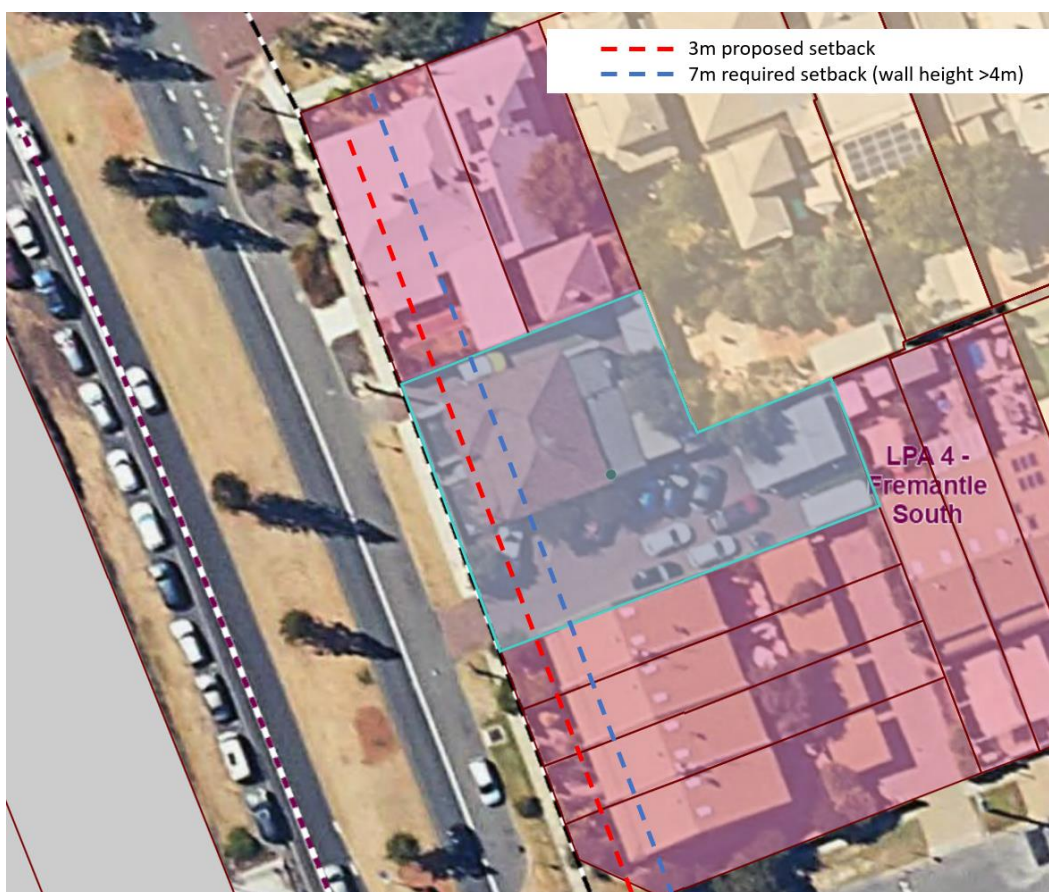 3m proposed setback
7m required setback (wall height >4m)
LPA 4 -
Fremantle
South